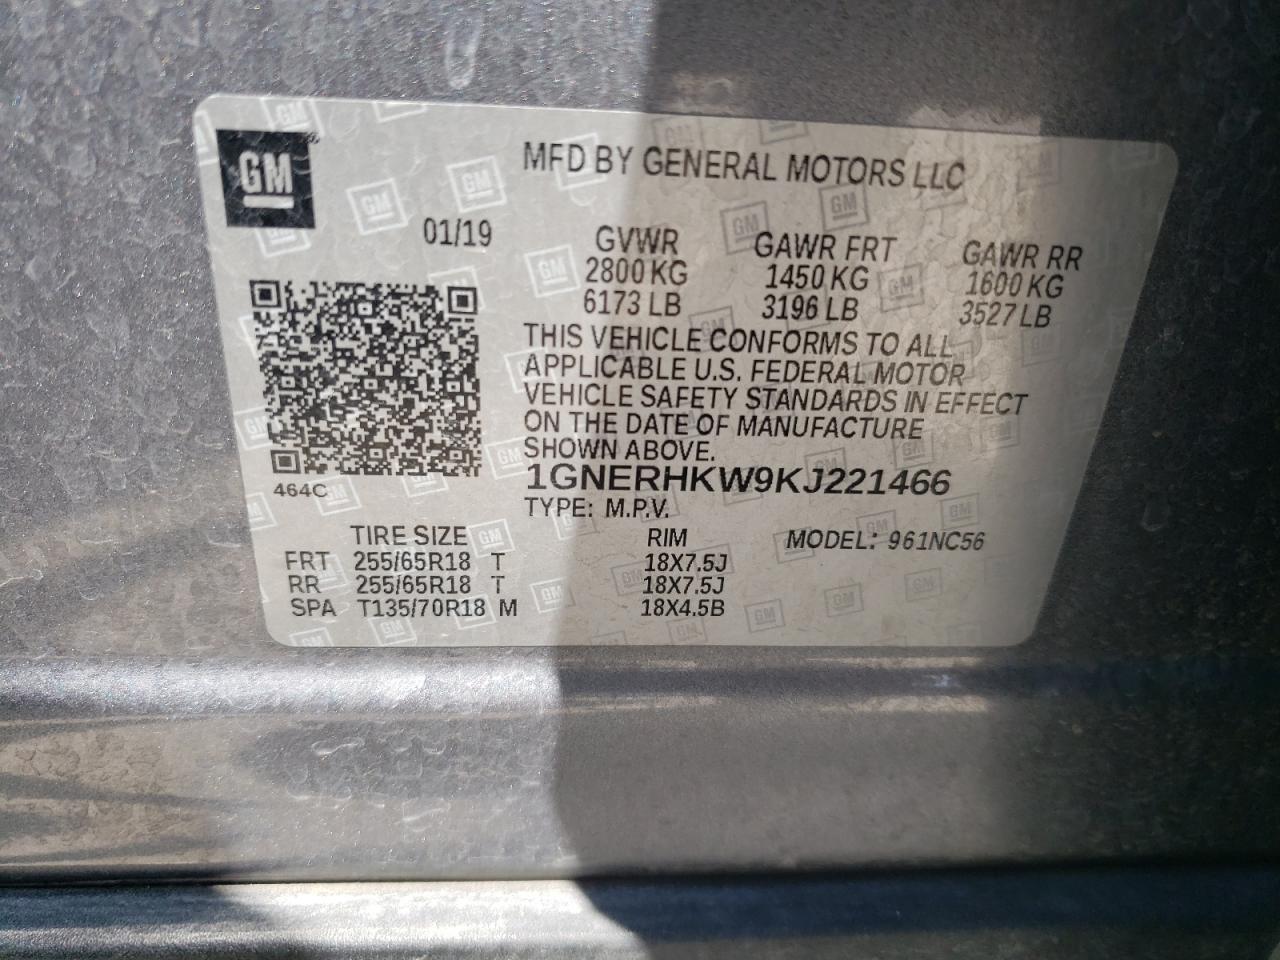 GM
MFD BY GENERAL MOTORS LLC
01/19
GVWR GAWR FRT GAWR RR
2800 KG 1450 KG 1600 KG
6173 LB 3196 LB 3527 LB
THIS VEHICLE CONFORMS TO ALL
APPLICABLE U.S. FEDERAL MOTOR
VEHICLE SAFETY STANDARDS IN EFFECT
ON THE DATE OF MANUFACTURE
SHOWN ABOVE.
1GNERHKW9KJ221466
464C
TYPE: M.P.V.
TIRE SIZE RIM MODEL: 961NC56
FRT 255/65R18 T 18X7.5J
RR 255/65R18 T 18X7.5J
SPA T135/70R18 M 18X4.5B